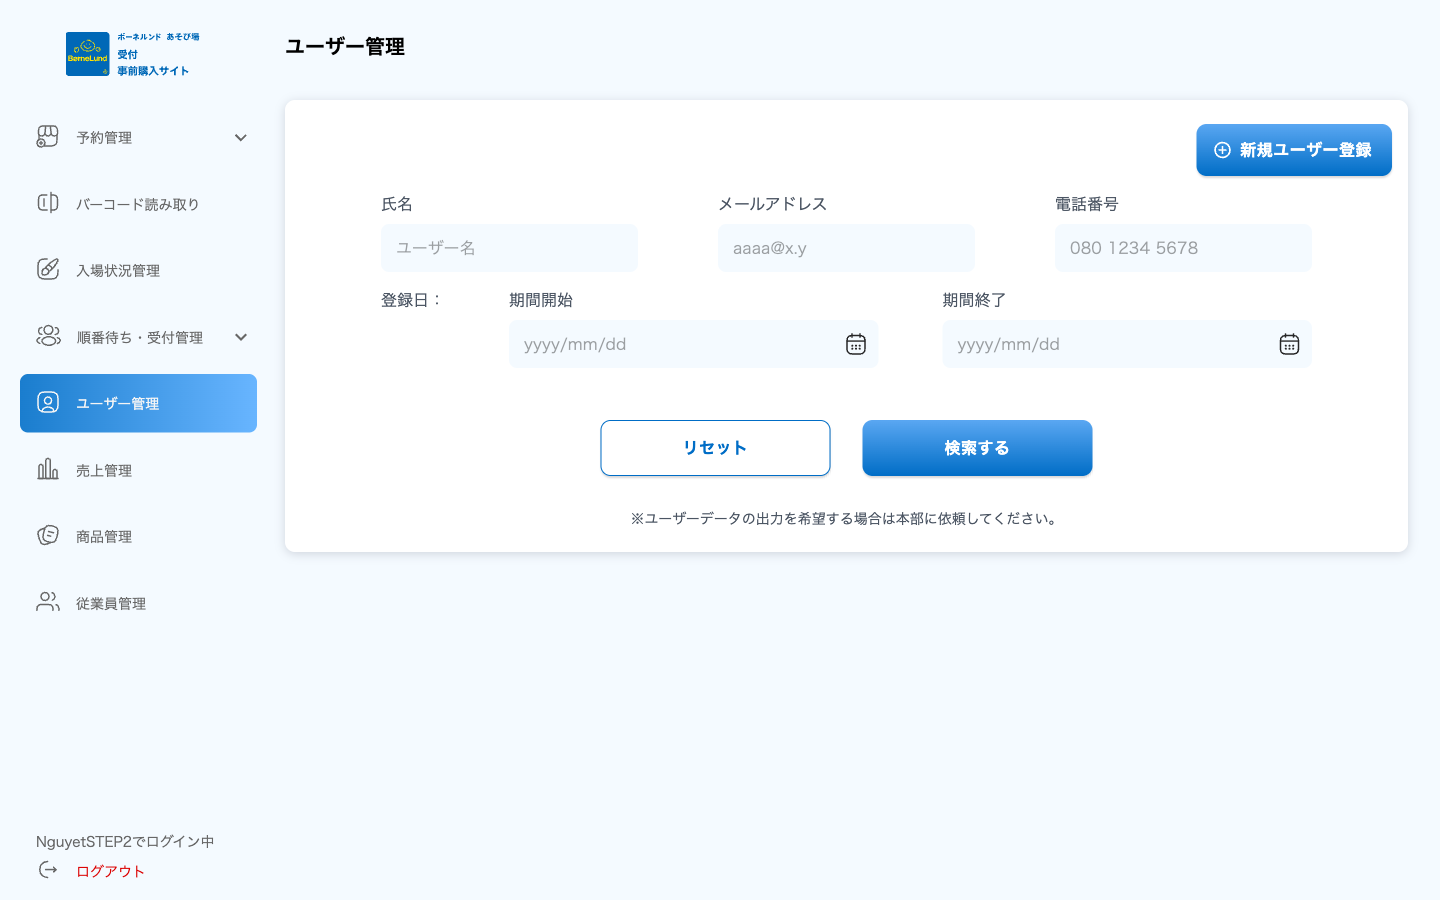 BørneLund
ボーネルンド あそび場
受付
事前購入サイト
予約管理
バーコード読み取り
入場状況管理
順番待ち・受付管理
ユーザー管理
売上管理
商品管理
従業員管理
NguyetSTEP2でログイン中
ログアウト
ユーザー管理
新規ユーザー登録
氏名
メールアドレス
電話番号
ユーザー名
aaaa@x.y
080 1234 5678
登録日：
期間開始
期間終了
yyyy/mm/dd
yyyy/mm/dd
リセット
検索する
※ユーザーデータの出力を希望する場合は本部に依頼してください。